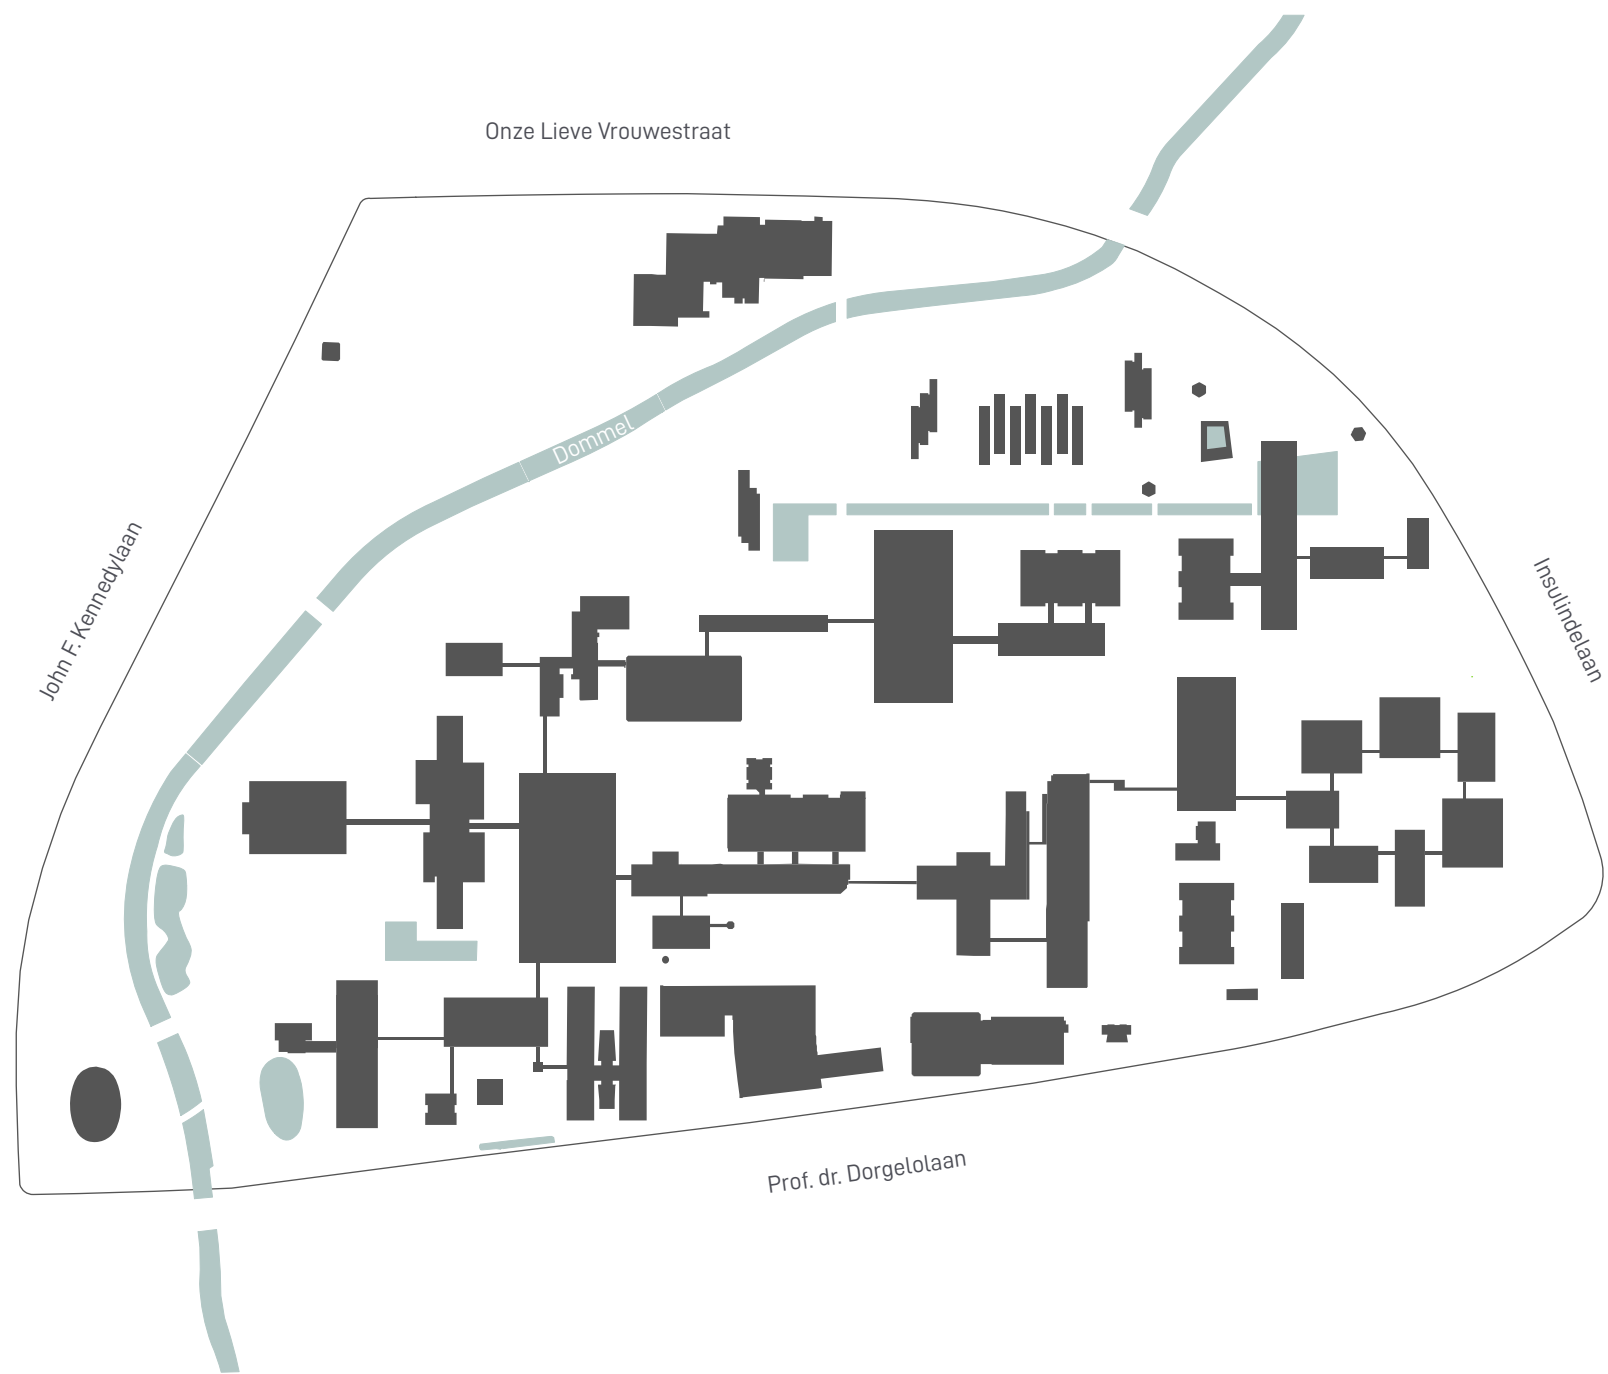 Onze Lieve Vrouwestraat
Dommel
John F. Kennedylaan
Insulindelaan
Prof. dr. Dorgelolaan